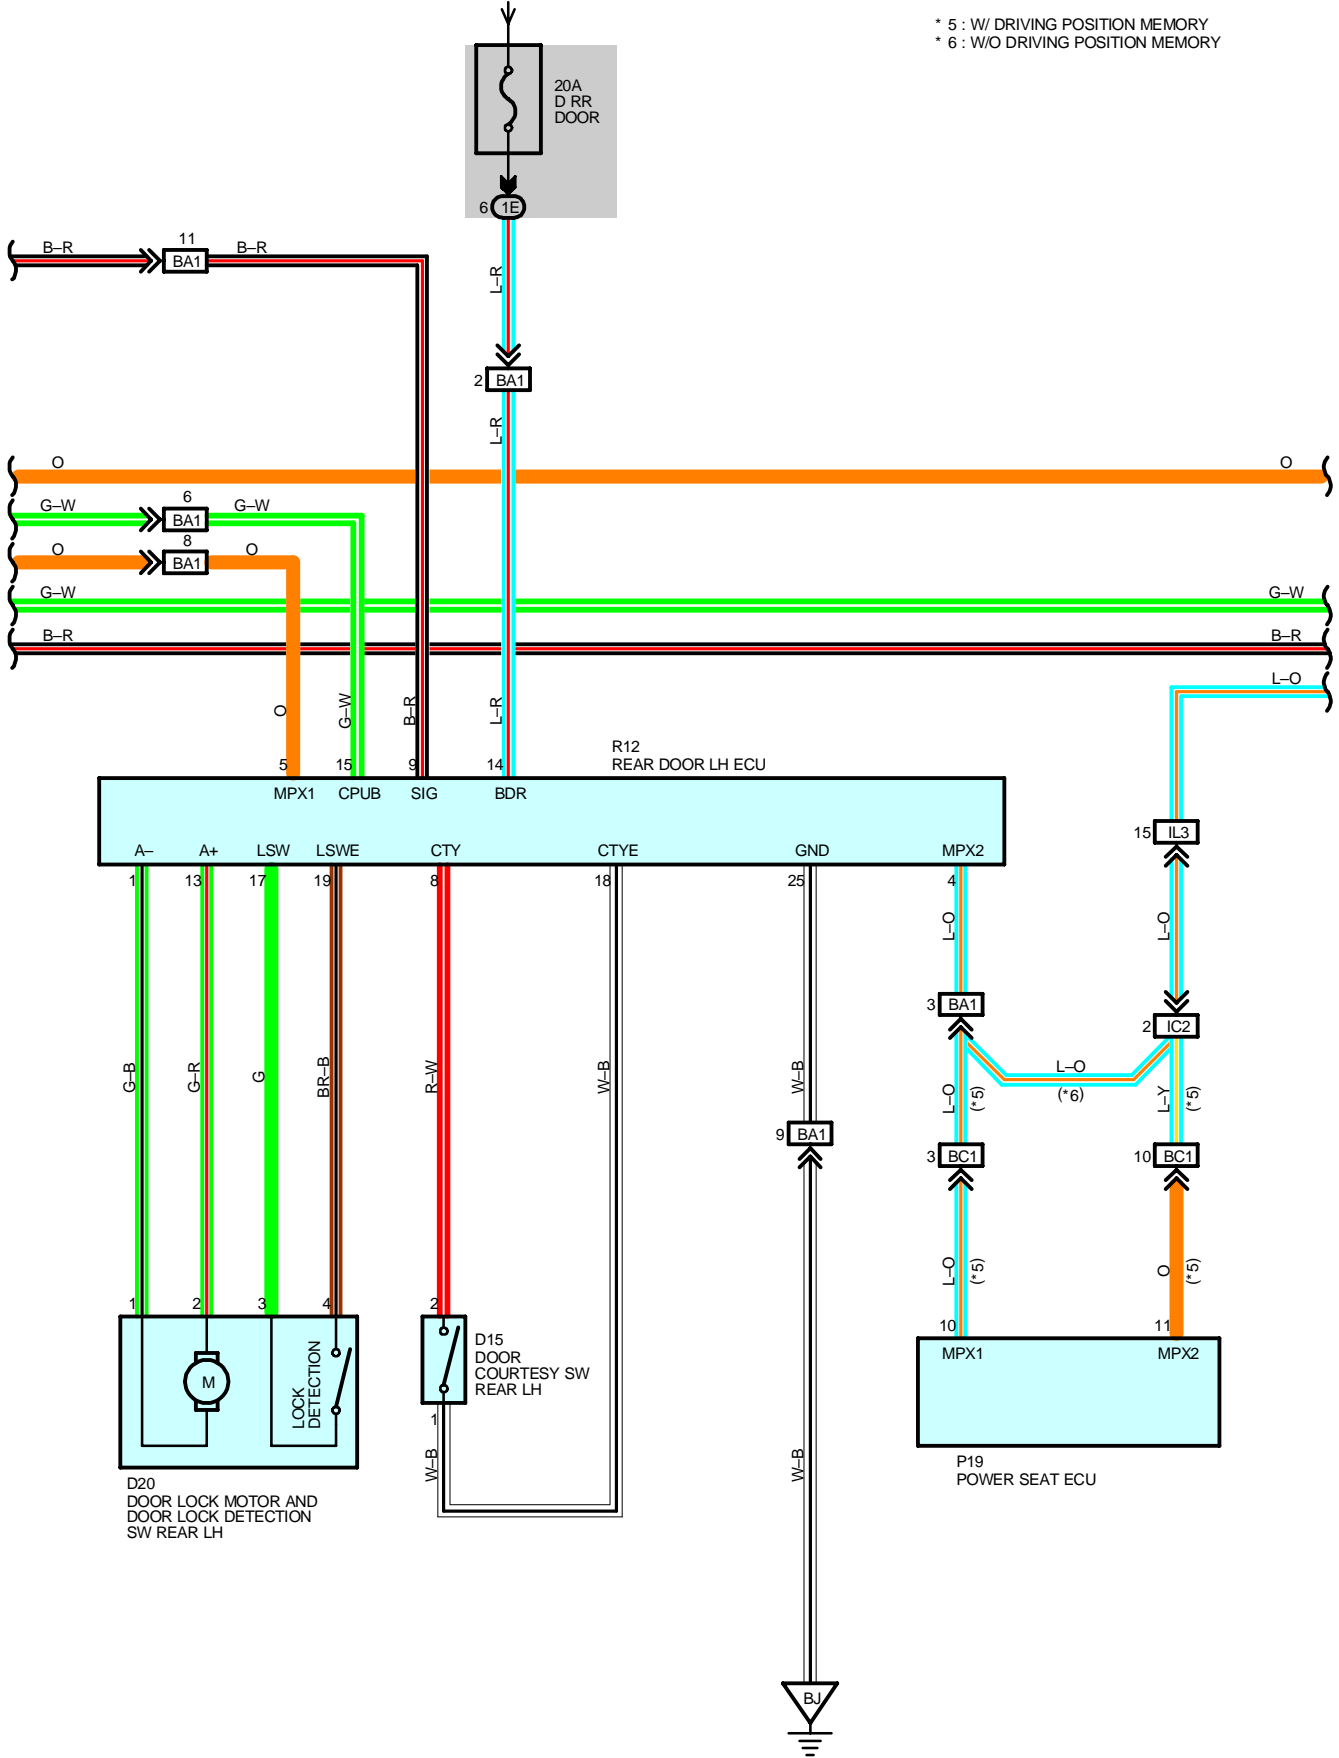 * 5 : W/ DRIVING POSITION MEMORY
* 6 : W/O DRIVING POSITION MEMORY
20A
D RR
DOOR
6 1E
B–R
11
BA1
B–R
L–R
2 BA1
L–R
O
O
G–W
6
BA1
G–W
O
8
BA1
O
G–W
G–W
B–R
B–R
L–O
O
G–W
B–R
L–R
R12
REAR DOOR LH ECU
5
15
9
14
MPX1
CPUB
SIG
BDR
15 IL3
A–
A+
LSW
LSWE
CTY
CTYE
GND
MPX2
1
13
17
19
8
18
25
4
L–O
L–O
3 BA1
2 IC2
G–B
G–R
G
BR–B
R–W
W–B
W–B
L–O
(*6)
L–O
(*5)
L–Y
(*5)
9 BA1
3 BC1
10 BC1
L–O
(*5)
O
(*5)
1
2
3
4
2
10
11
D15
DOOR
COURTESY SW
REAR LH
MPX1
MPX2
M
LOCK
DETECTION
1
W–B
W–B
P19
POWER SEAT ECU
D20
DOOR LOCK MOTOR AND
DOOR LOCK DETECTION
SW REAR LH
BJ